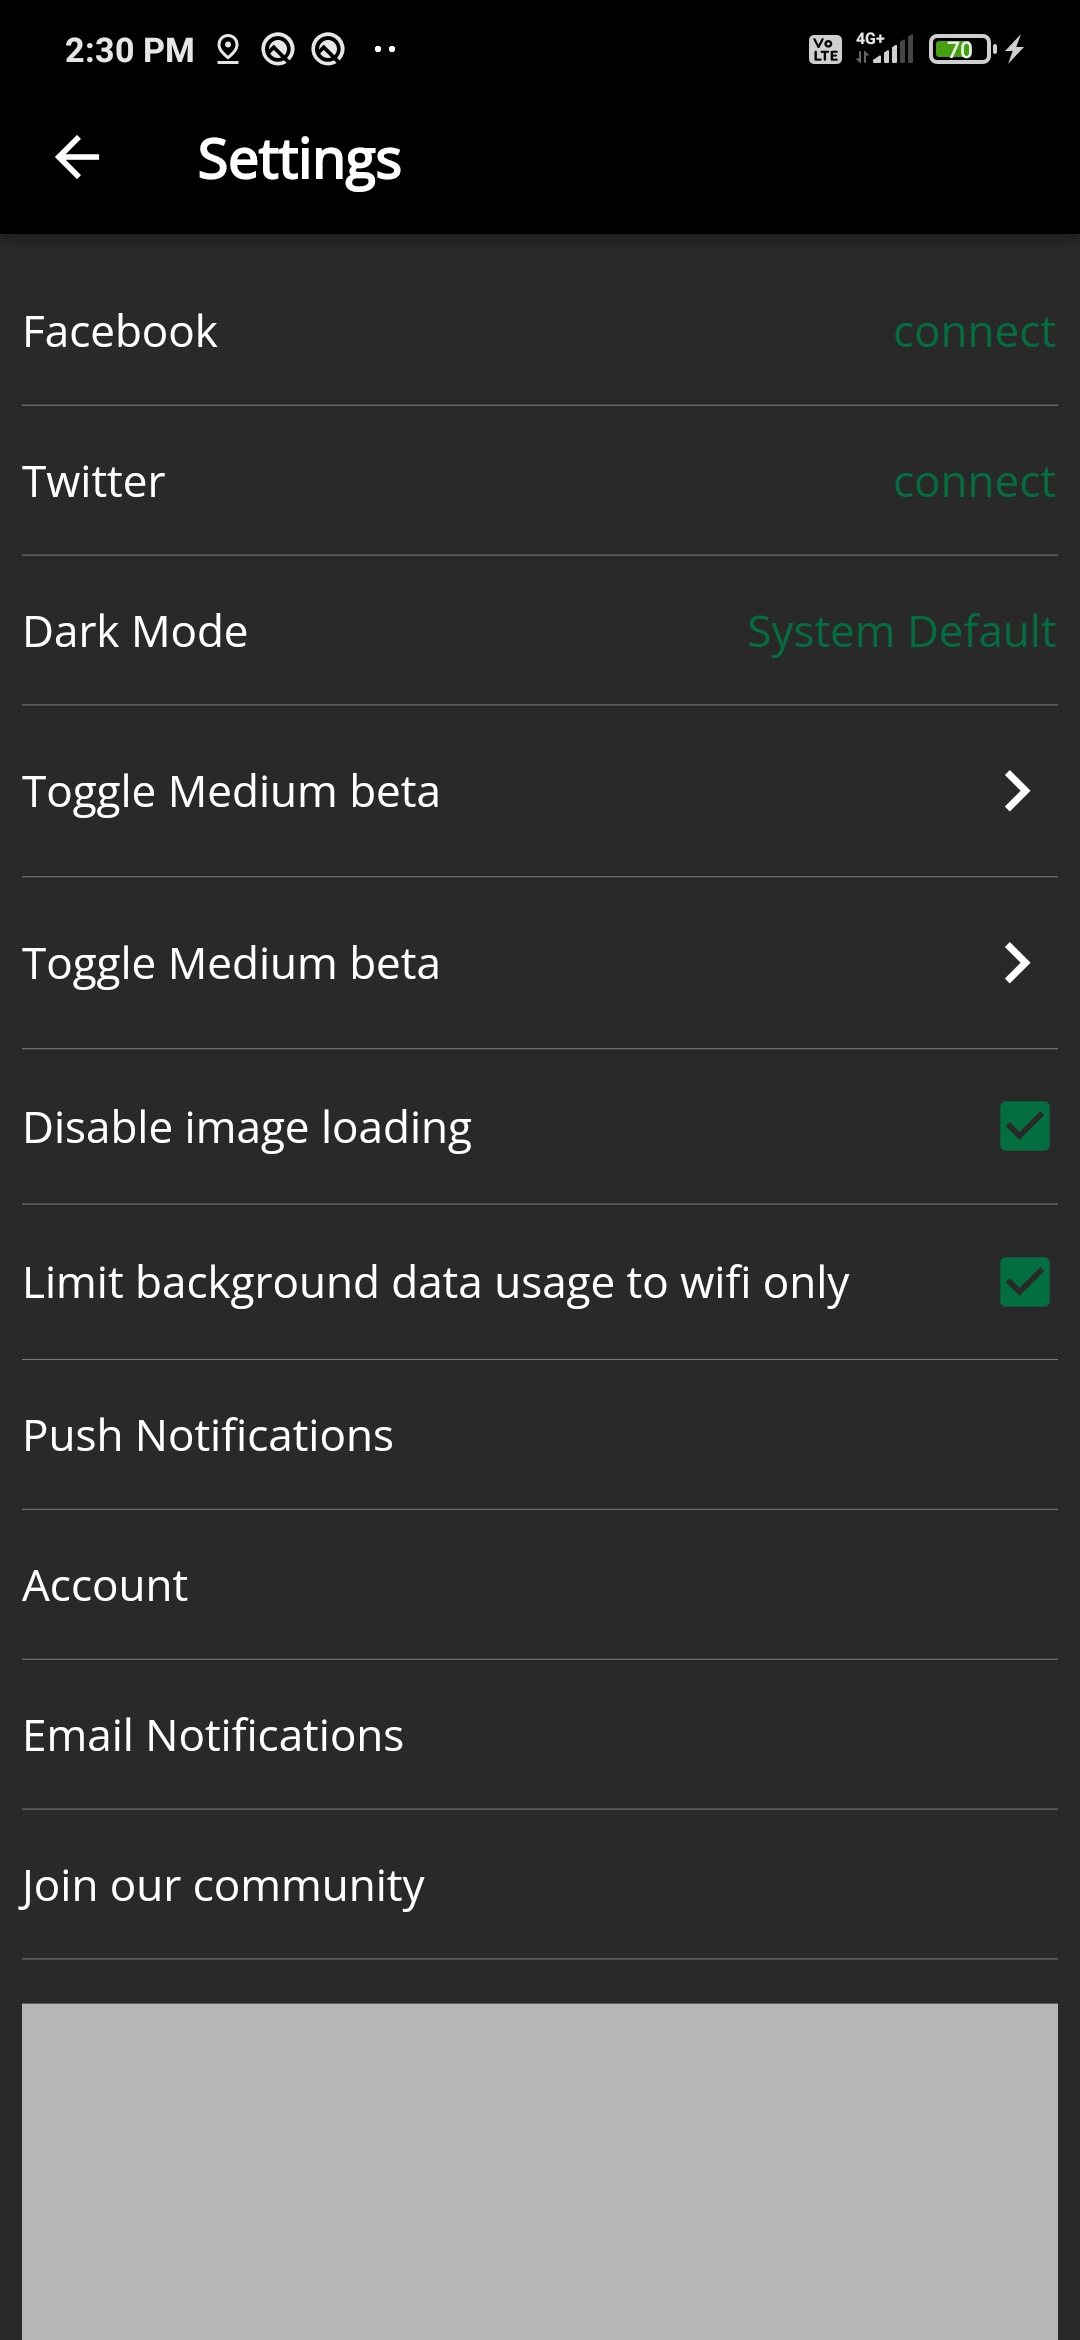 2:30 PM
Vo LTE
4G+
70
Settings
Facebook
connect
Twitter
connect
Dark Mode
System Default
Toggle Medium beta
Toggle Medium beta
Disable image loading
Limit background data usage to wifi only
Push Notifications
Account
Email Notifications
Join our community